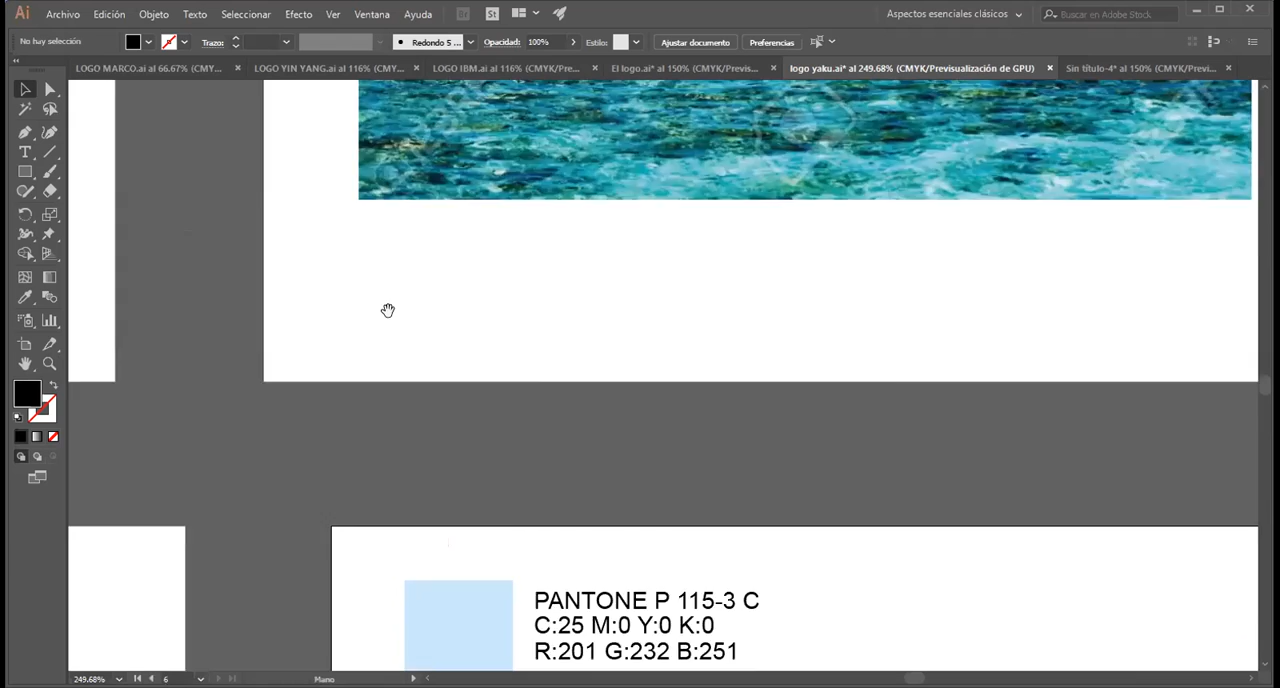 Ai Archivo Edición Objeto Texto Seleccionar Efecto Ver Ventana Ayuda Br St Aspectos esenciales clásicos Buscar en Adobe Stock
No hay selección Trazo: Redondo 5 ... Opacidad: 100% Estilo: Ajustar documento Preferencias
LOGO MARCO.ai al 66.67% (CMY... LOGO YIN YANG.ai al 116% (CMY... LOGO IBM.ai al 116% (CMYK/Pre... El logo.ai* al 150% (CMYK/Previs... logo yaku.ai* al 249.68% (CMYK/Previsualización de GPU) Sin título-4* al 150% (CMYK/Previs...
PANTONE P 115-3 C
C:25 M:0 Y:0 K:0
R:201 G:232 B:251
249.68% 6 Mano